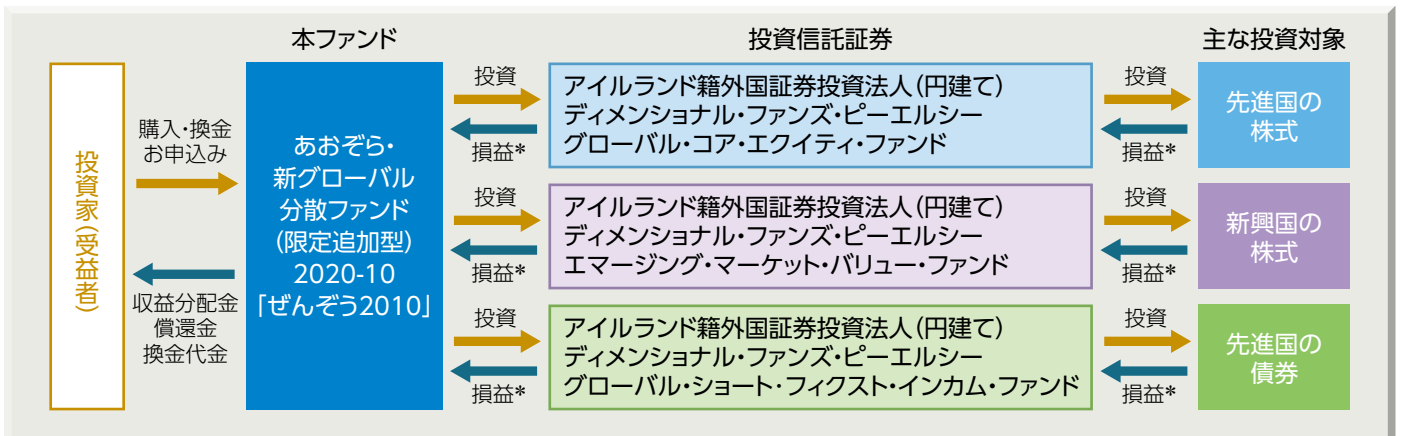 本ファンド
投資信託証券
主な投資対象
投資家(受益者)
購入・換金
お申込み
収益分配金
償還金
換金代金
あおぞら・
新グローバル
分散ファンド
(限定追加型)
2020-10
「ぜんぞう2010」
投資
損益*
アイルランド籍外国証券投資法人(円建て)
ディメンショナル・ファンズ・ピーエルシー
グローバル・コア・エクイティ・ファンド
投資
損益*
先進国の
株式
投資
損益*
アイルランド籍外国証券投資法人(円建て)
ディメンショナル・ファンズ・ピーエルシー
エマージング・マーケット・バリュー・ファンド
投資
損益*
新興国の
株式
投資
損益*
アイルランド籍外国証券投資法人(円建て)
ディメンショナル・ファンズ・ピーエルシー
グローバル・ショート・フィクスト・インカム・ファンド
投資
損益*
先進国の
債券